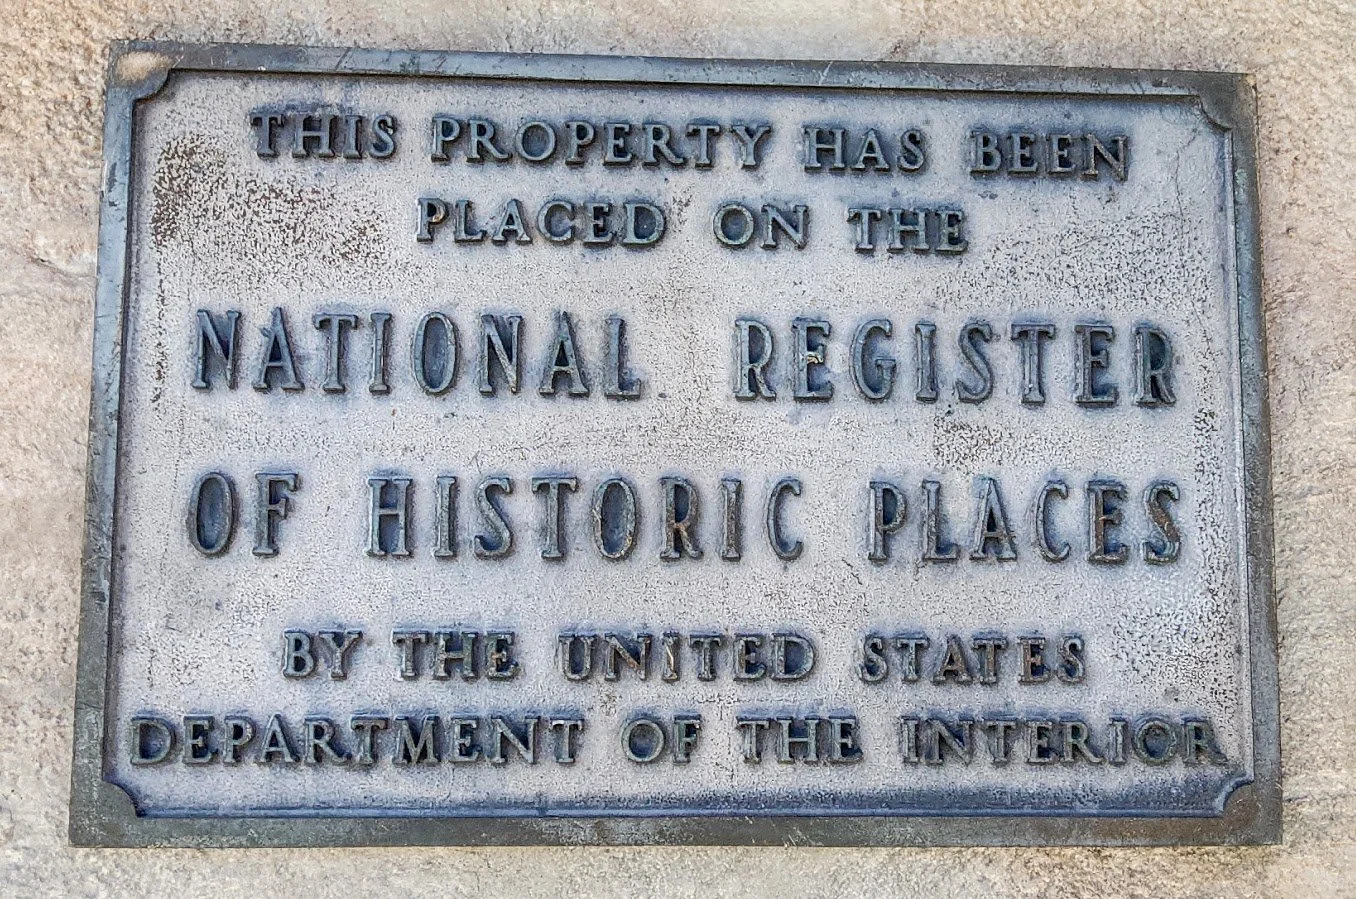 THIS PROPERTY HAS BEEN
PLACED ON THE
NATIONAL REGISTER
OF HISTORIC PLACES
BY THE UNITED STATES
DEPARTMENT OF THE INTERIOR